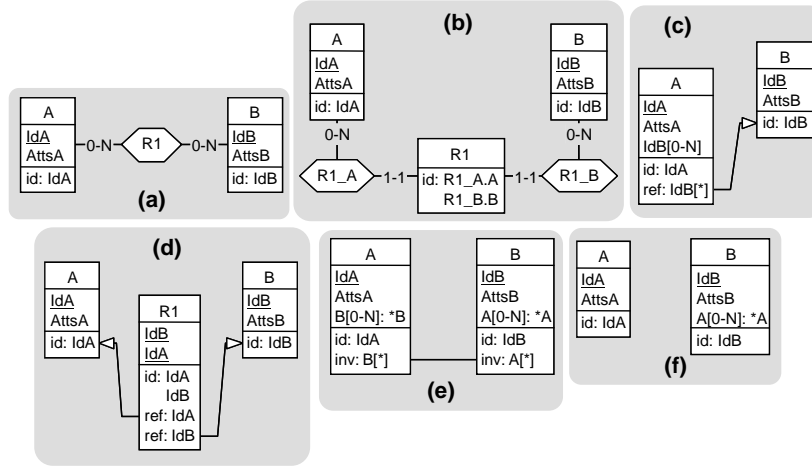 (a)
A
IdA
AttsA
id: IdA
0-N
R1
0-N
B
IdB
AttsB
id: IdB
(b)
A
IdA
AttsA
id: IdA
0-N
R1_A
1-1
R1
id: R1_A.A
R1_B.B
1-1
R1_B
0-N
B
IdB
AttsB
id: IdB
(c)
A
IdA
AttsA
IdB[0-N]
id: IdA
ref: IdB[*]
B
IdB
AttsB
id: IdB
(d)
A
IdA
AttsA
id: IdA
R1
IdB
IdA
id: IdA
IdB
ref: IdA
ref: IdB
B
IdB
AttsB
id: IdB
(e)
A
IdA
AttsA
B[0-N]: *B
id: IdA
inv: B[*]
B
IdB
AttsB
A[0-N]: *A
id: IdB
inv: A[*]
(f)
A
IdA
AttsA
id: IdA
B
IdB
AttsB
A[0-N]: *A
id: IdB